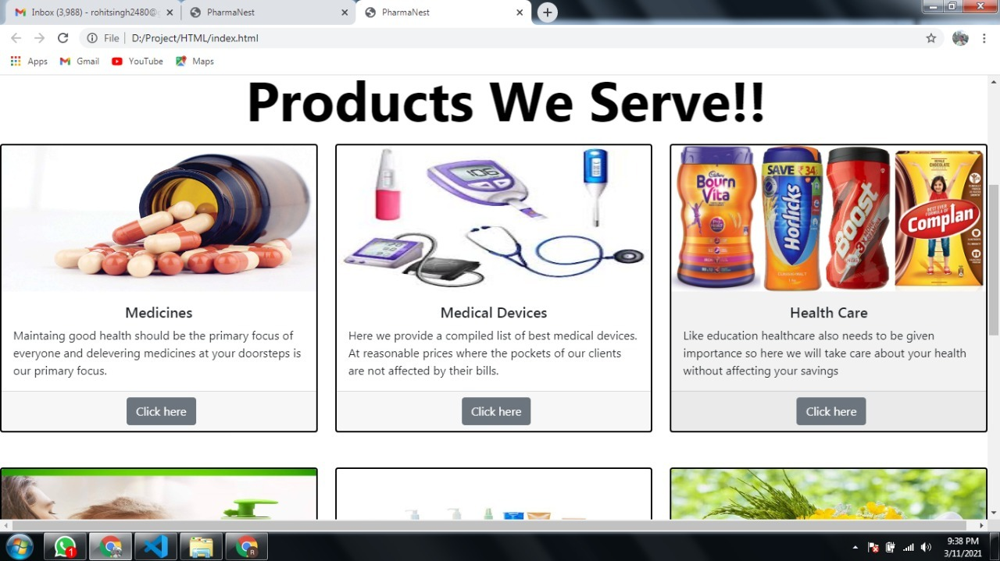 Inbox (3,988) - rohitsingh2480@
PharmaNest
PharmaNest
File
D:/Project/HTML/index.html
Apps
Gmail
YouTube
Maps
Products We Serve!!
106
Cadbury
Bourn
Vita
SAVE ₹ 34
Horlicks
Boost
CHOCOLATE
Complan
Medicines
Maintaing good health should be the primary focus of
everyone and delevering medicines at your doorsteps is
our primary focus.
Click here
Medical Devices
Here we provide a compiled list of best medical devices.
At reasonable prices where the pockets of our clients
are not affected by their bills.
Click here
Health Care
Like education healthcare also needs to be given
importance so here we will take care about your health
without affecting your savings
Click here
1
R
9:38 PM
3/11/2021